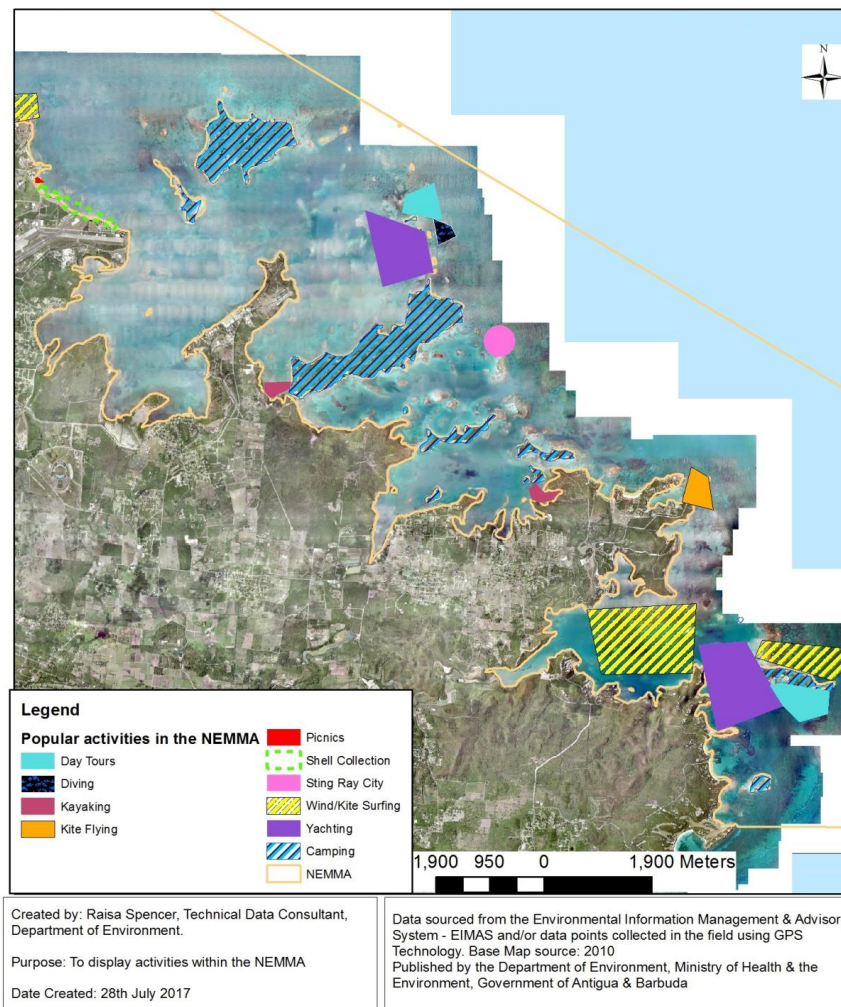 N
Legend
Popular activities in the NEMMA
Day Tours
Diving
Kayaking
Kite Flying
Picnics
Shell Collection
Sting Ray City
Wind/Kite Surfing
Yachting
Camping
NEMMA
1,900 950 0 1,900 Meters
Created by: Raisa Spencer, Technical Data Consultant,
Department of Environment.
Purpose: To display activities within the NEMMA
Date Created: 28th July 2017
Data sourced from the Environmental Information Management & Advisor
System - EIMAS and/or data points collected in the field using GPS
Technology. Base Map source: 2010
Published by the Department of Environment, Ministry of Health & the
Environment, Government of Antigua & Barbuda